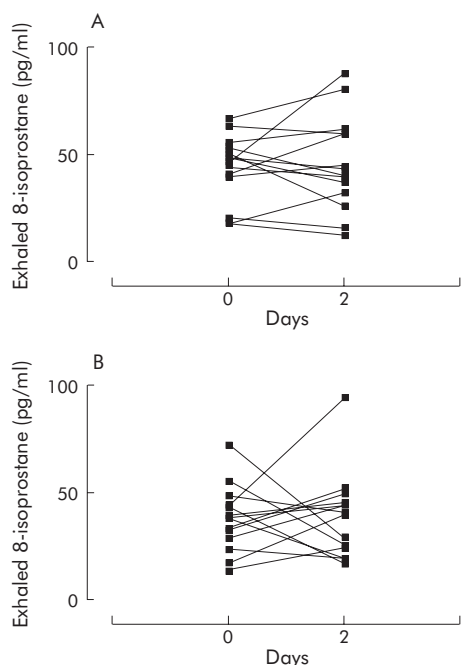 A
Exhaled 8-isoprostane (pg/ml)
100
50
0
0 2
Days
B
Exhaled 8-isoprostane (pg/ml)
100
50
0
0 2
Days